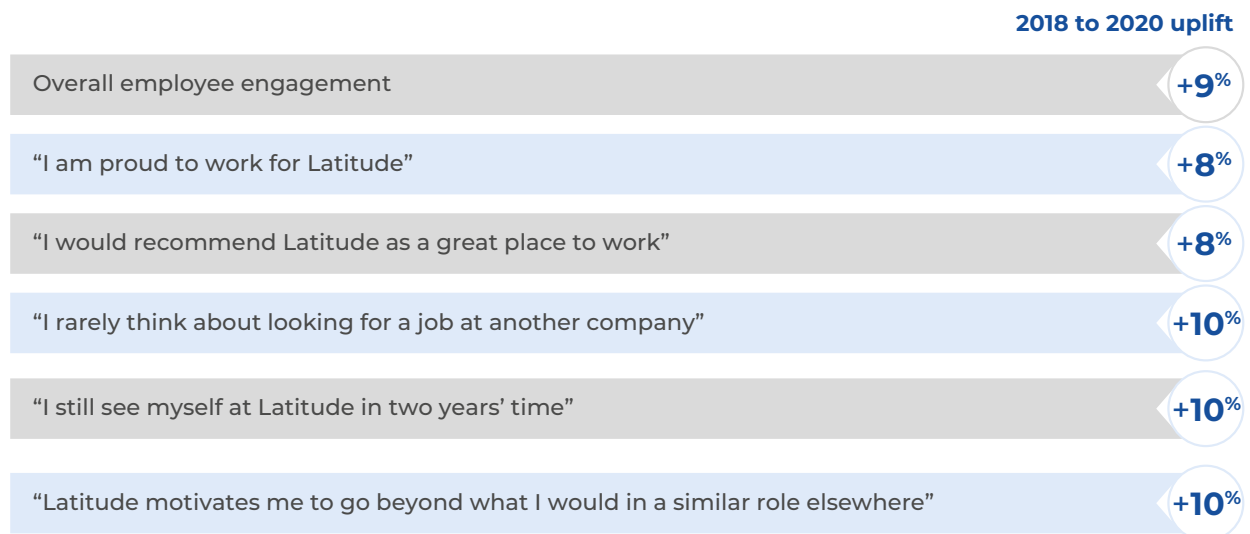 2018 to 2020 uplift
Overall employee engagement
+9%
“I am proud to work for Latitude”
+8%
“I would recommend Latitude as a great place to work”
+8%
“I rarely think about looking for a job at another company”
+10%
“I still see myself at Latitude in two years’ time”
+10%
“Latitude motivates me to go beyond what I would in a similar role elsewhere”
+10%